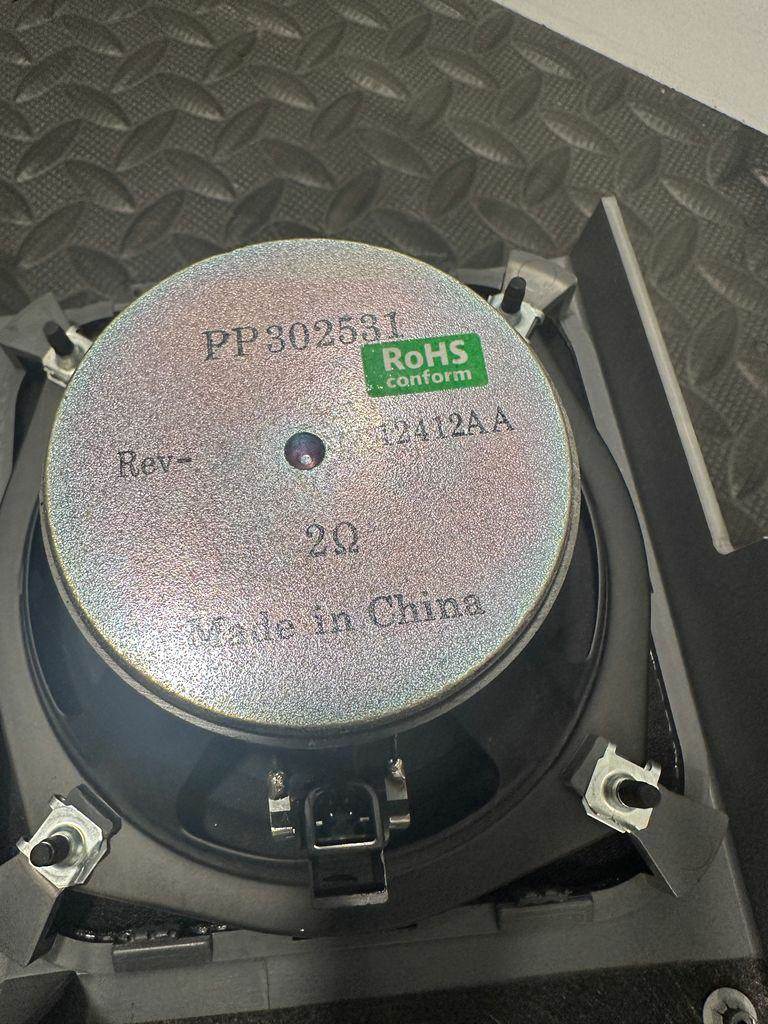 PP302531
RoHS
conform
Rev-
12412AA
2Ω
Made in China